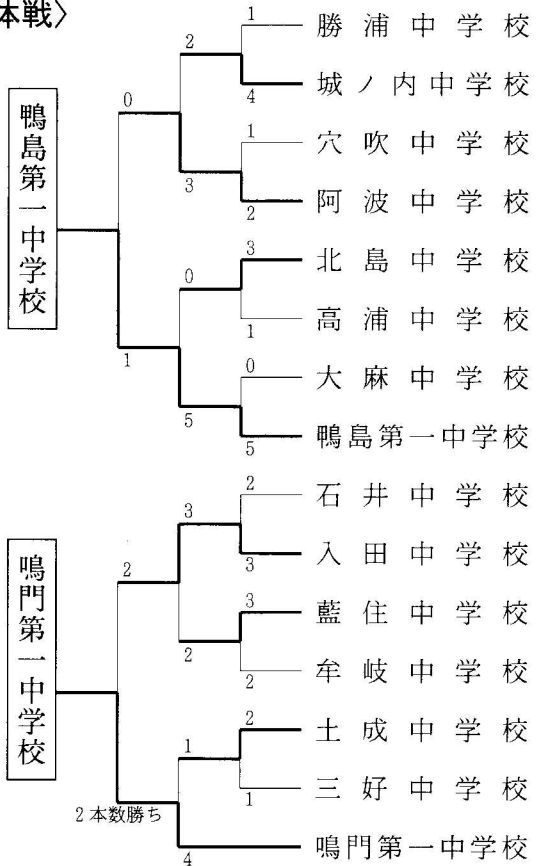 本戦〉
鴨島第一中学校
鳴門第一中学校
1
勝浦中学校
2
4
城ノ内中学校
0
1
穴吹中学校
3
2
阿波中学校
0
3
北島中学校
1
高浦中学校
1
0
大麻中学校
5
5
鴨島第一中学校
2
石井中学校
3
3
入田中学校
2
3
藍住中学校
2
2
牟岐中学校
2
土成中学校
1
1
三好中学校
2本数勝ち
4
鳴門第一中学校